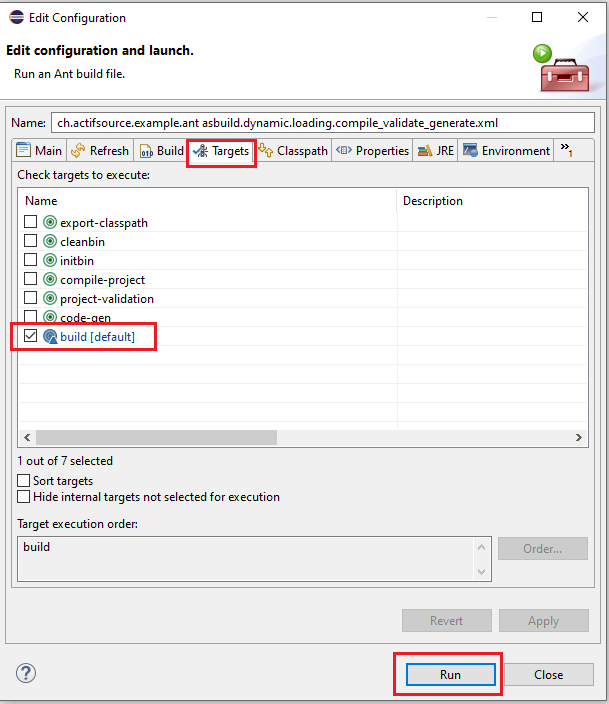 Edit Configuration
Edit configuration and launch.
Run an Ant build file.
Name: ch.actifsource.example.ant asbuild.dynamic.loading.compile_validate_generate.xml
Main Refresh Build Targets Classpath Properties JRE Environment »1
Check targets to execute:
Name Description
export-classpath
cleanbin
initbin
compile-project
project-validation
code-gen
build [default]
1 out of 7 selected
Sort targets
Hide internal targets not selected for execution
Target execution order:
build
Order...
Revert Apply
? Run Close